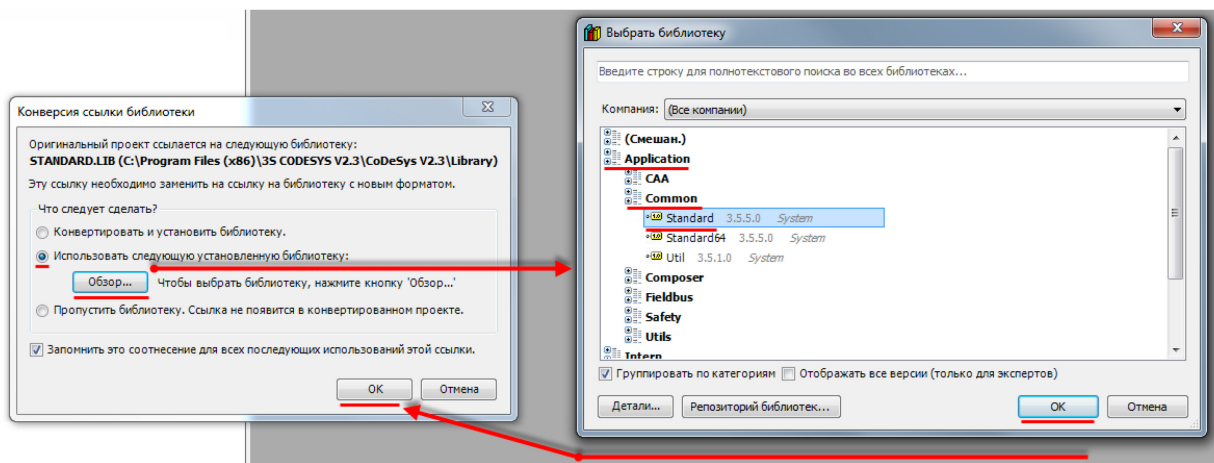 Конверсия ссылки библиотеки
Оригинальный проект ссылается на следующую библиотеку:
STANDARD.LIB (C:\Program Files (x86)\3S CODESYS V2.3\CoDeSys V2.3\Library)
Эту ссылку необходимо заменить на ссылку на библиотеку с новым форматом.
Что следует сделать?
Конвертировать и установить библиотеку.
Использовать следующую установленную библиотеку:
Обзор... Чтобы выбрать библиотеку, нажмите кнопку 'Обзор...'
Пропустить библиотеку. Ссылка не появится в конвертированном проекте.
Запомнить это соотнесение для всех последующих использований этой ссылки.
OK Отмена
Выбрать библиотеку
Введите строку для полнотекстового поиска во всех библиотеках...
Компания: (Все компании)
(Смешан.)
Application
CAA
Common
Standard 3.5.5.0 System
Standard64 3.5.5.0 System
Util 3.5.1.0 System
Composer
Fieldbus
Safety
Utils
Intern
Группировать по категориям Отображать все версии (только для экспертов)
Детали... Репозиторий библиотек... OK Отмена